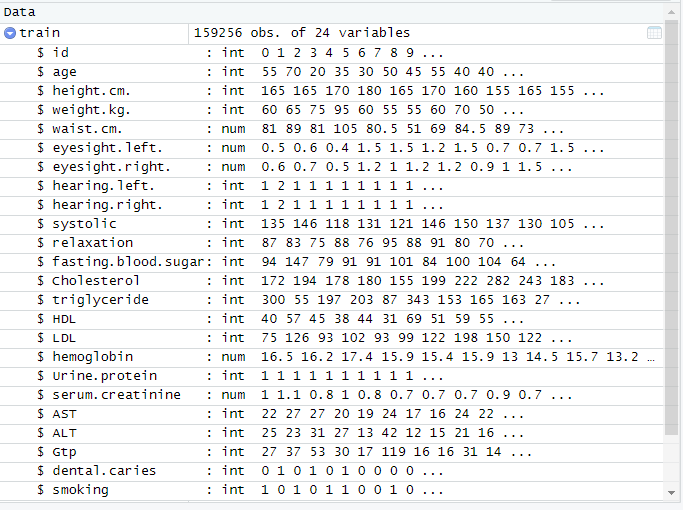 Data
train 159256 obs. of 24 variables
$ id : int 0 1 2 3 4 5 6 7 8 9 ...
$ age : int 55 70 20 35 30 50 45 55 40 40 ...
$ height.cm. : int 165 165 170 180 165 170 160 155 165 155 ...
$ weight.kg. : int 60 65 75 95 60 55 55 60 70 50 ...
$ waist.cm. : num 81 89 81 105 80.5 51 69 84.5 89 73 ...
$ eyesight.left. : num 0.5 0.6 0.4 1.5 1.5 1.2 1.5 0.7 0.7 1.5 ...
$ eyesight.right. : num 0.6 0.7 0.5 1.2 1 1.2 1.2 0.9 1 1.5 ...
$ hearing.left. : int 1 2 1 1 1 1 1 1 1 1 ...
$ hearing.right. : int 1 2 1 1 1 1 1 1 1 1 ...
$ systolic : int 135 146 118 131 121 146 150 137 130 105 ...
$ relaxation : int 87 83 75 88 76 95 88 91 80 70 ...
$ fasting.blood.sugar: int 94 147 79 91 91 101 84 100 104 64 ...
$ Cholesterol : int 172 194 178 180 155 199 222 282 243 183 ...
$ triglyceride : int 300 55 197 203 87 343 153 165 163 27 ...
$ HDL : int 40 57 45 38 44 31 69 51 59 55 ...
$ LDL : int 75 126 93 102 93 99 122 198 150 122 ...
$ hemoglobin : num 16.5 16.2 17.4 15.9 15.4 15.9 13 14.5 15.7 13.2 …
$ Urine.protein : int 1 1 1 1 1 1 1 1 1 1 ...
$ serum.creatinine : num 1 1.1 0.8 1 0.8 0.7 0.7 0.7 0.9 0.7 ...
$ AST : int 22 27 27 20 19 24 17 16 24 22 ...
$ ALT : int 25 23 31 27 13 42 12 15 21 16 ...
$ Gtp : int 27 37 53 30 17 119 16 16 31 14 ...
$ dental.caries : int 0 1 0 1 0 1 0 0 0 0 ...
$ smoking : int 1 0 1 0 1 1 0 0 1 0 ...